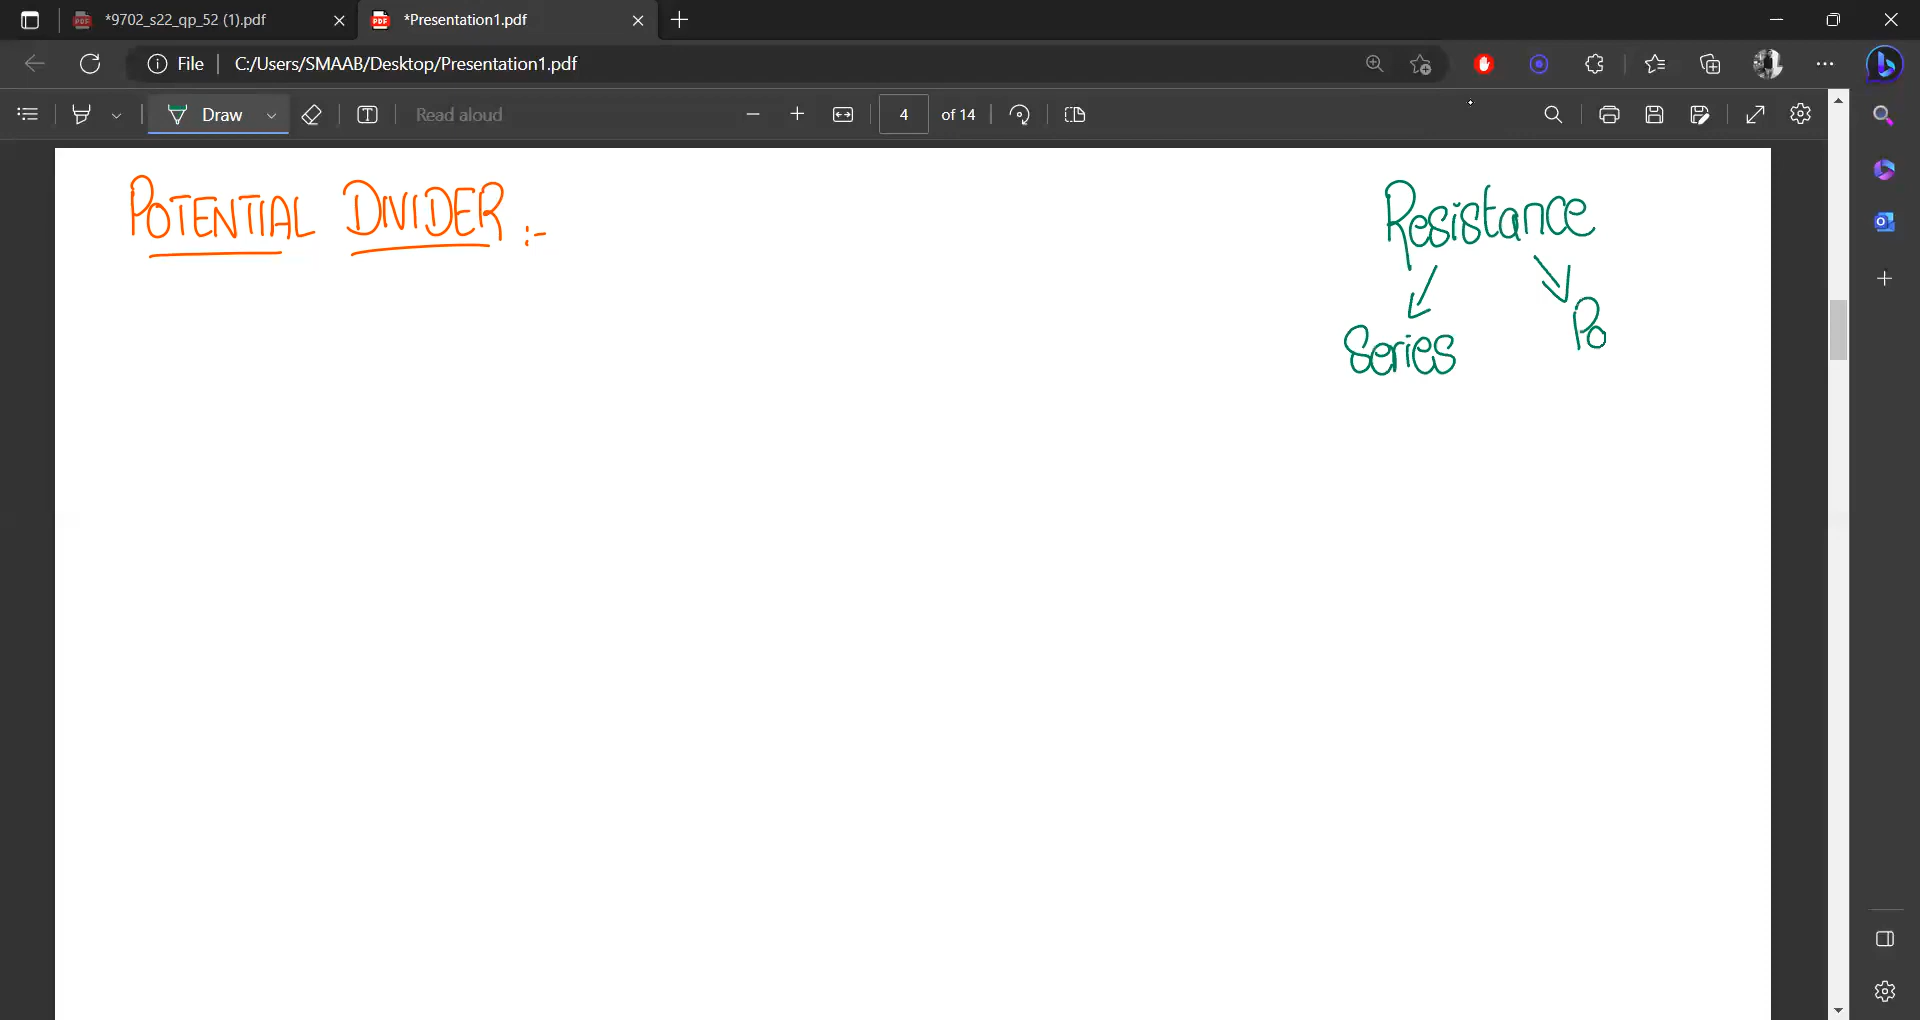 *9702_s22_qp_52 (1).pdf
*Presentation1.pdf
File C:/Users/SMAAB/Desktop/Presentation1.pdf
Draw Read aloud 4 of 14
POTENTIAL DIVIDER :-
Resistance
Series Pa